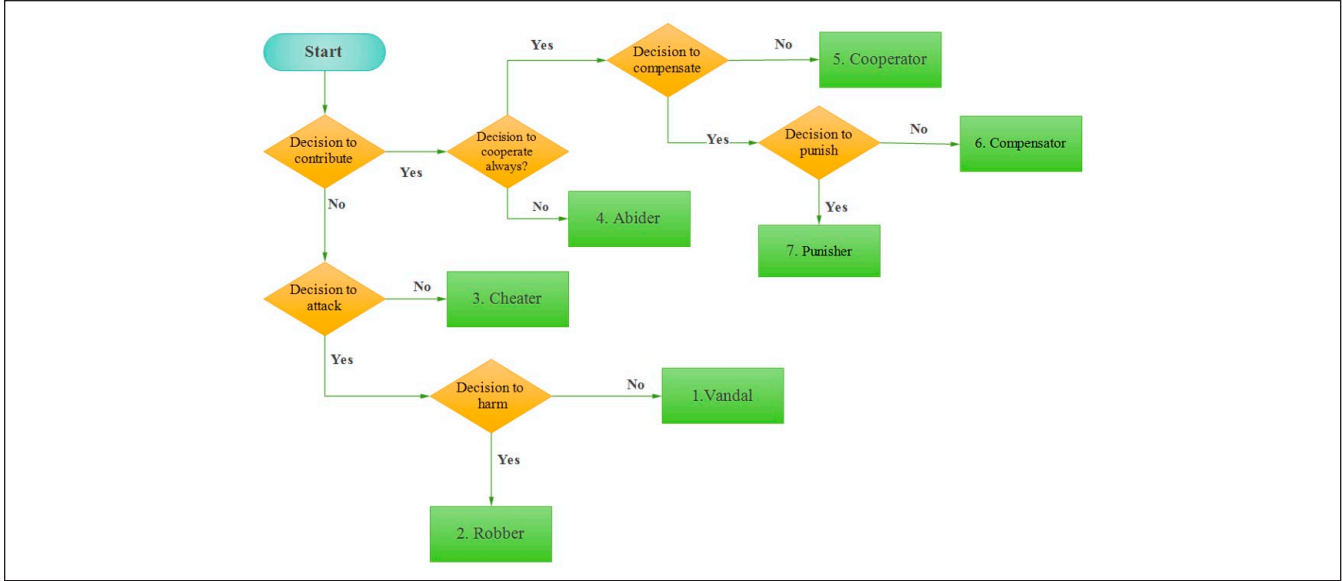 Start
Decision to
contribute
Yes
Decision to
cooperate
always?
Yes
Decision to
compensate
No
5. Cooperator
Yes
Decision to
punish
No
6. Compensator
Yes
7. Punisher
No
4. Abider
No
Decision to
attack
No
3. Cheater
Yes
Decision to
harm
No
1.Vandal
Yes
2. Robber